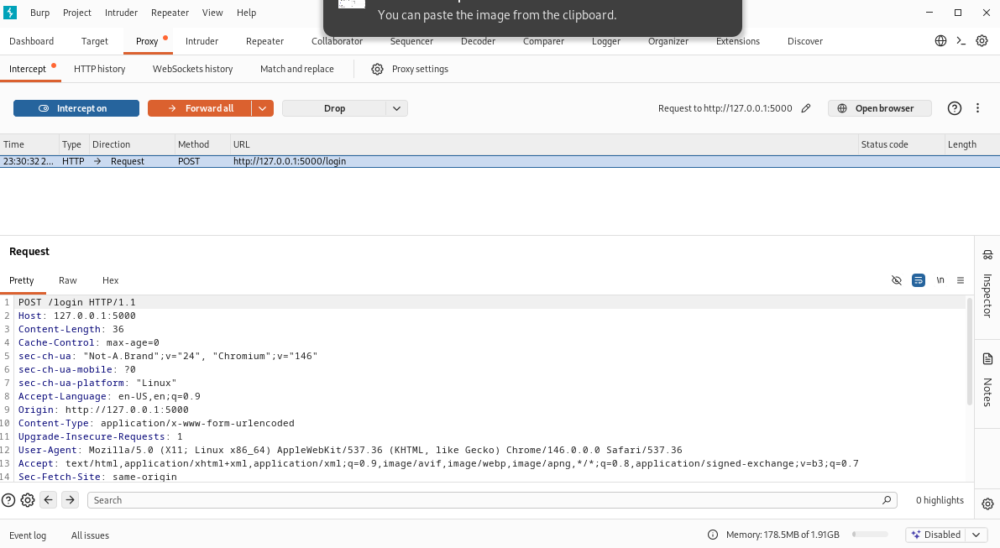 Burp Project Intruder Repeater View Help
You can paste the image from the clipboard.
Dashboard Target Proxy Intruder Repeater Collaborator Sequencer Decoder Comparer Logger Organizer Extensions Discover
Intercept HTTP history WebSockets history Match and replace Proxy settings
Intercept on Forward all Drop Request to http://127.0.0.1:5000 Open browser
Time Type Direction Method URL Status code Length
23:30:32 2... HTTP → Request POST http://127.0.0.1:5000/login
Request
Pretty Raw Hex \n
1 POST /login HTTP/1.1
2 Host: 127.0.0.1:5000
3 Content-Length: 36
4 Cache-Control: max-age=0
5 sec-ch-ua: "Not-A.Brand";v="24", "Chromium";v="146"
6 sec-ch-ua-mobile: ?0
7 sec-ch-ua-platform: "Linux"
8 Accept-Language: en-US,en;q=0.9
9 Origin: http://127.0.0.1:5000
10 Content-Type: application/x-www-form-urlencoded
11 Upgrade-Insecure-Requests: 1
12 User-Agent: Mozilla/5.0 (X11; Linux x86_64) AppleWebKit/537.36 (KHTML, like Gecko) Chrome/146.0.0.0 Safari/537.36
13 Accept: text/html,application/xhtml+xml,application/xml;q=0.9,image/avif,image/webp,image/apng,*/*;q=0.8,application/signed-exchange;v=b3;q=0.7
14 Sec-Fetch-Site: same-origin
Inspector
Notes
Search 0 highlights
Event log All issues Memory: 178.5MB of 1.91GB Disabled